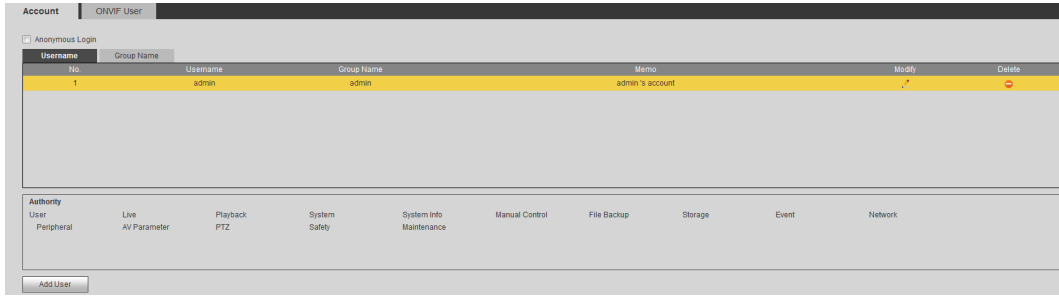 Account ONVIF User
Anonymous Login
Username Group Name
No. Username Group Name Memo Modify Delete
1 admin admin admin 's account
Authority
User Live Playback System System Info Manual Control File Backup Storage Event Network
Peripheral AV Parameter PTZ Safety Maintenance
Add User